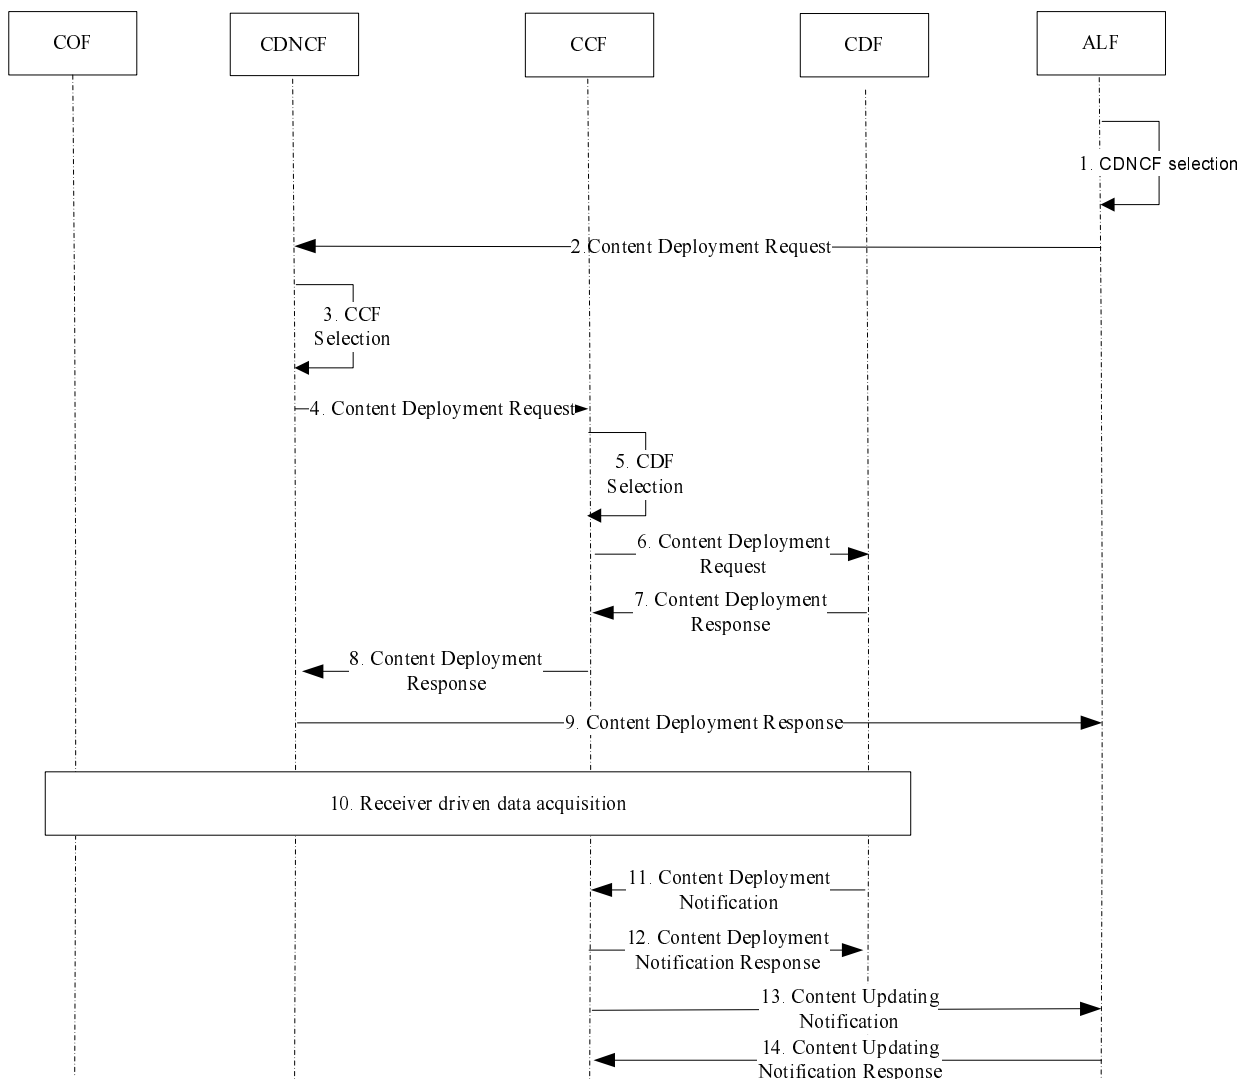 COF
CDNCF
CCF
CDF
ALF
1. CDNCF selection
2.Content Deployment Request
3. CCF
Selection
4. Content Deployment Request
5. CDF
Selection
6. Content Deployment
Request
7. Content Deployment
Response
8. Content Deployment
Response
9. Content Deployment Response
10. Receiver driven data acquisition
11. Content Deployment
Notification
12. Content Deployment
Notification Response
13. Content Updating
Notification
14. Content Updating
Notification Response